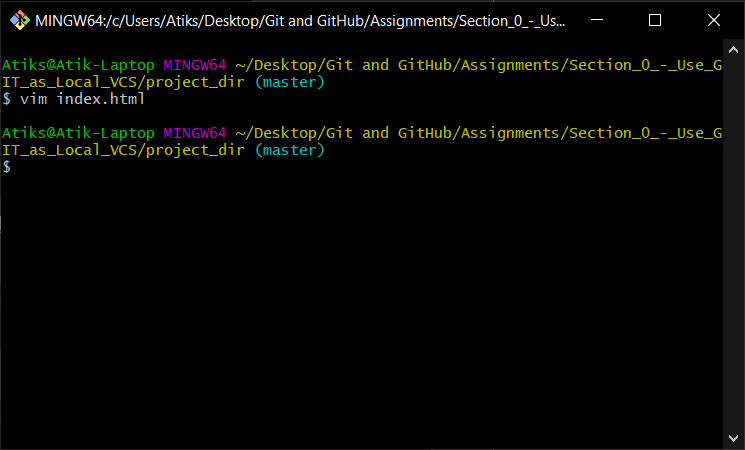 MINGW64:/c/Users/Atiks/Desktop/Git and GitHub/Assignments/Section_0_-_Us...
Atiks@Atik-Laptop MINGW64 ~/Desktop/Git and GitHub/Assignments/Section_0_-_Use_G
IT_as_Local_VCS/project_dir (master)
$ vim index.html
Atiks@Atik-Laptop MINGW64 ~/Desktop/Git and GitHub/Assignments/Section_0_-_Use_G
IT_as_Local_VCS/project_dir (master)
$